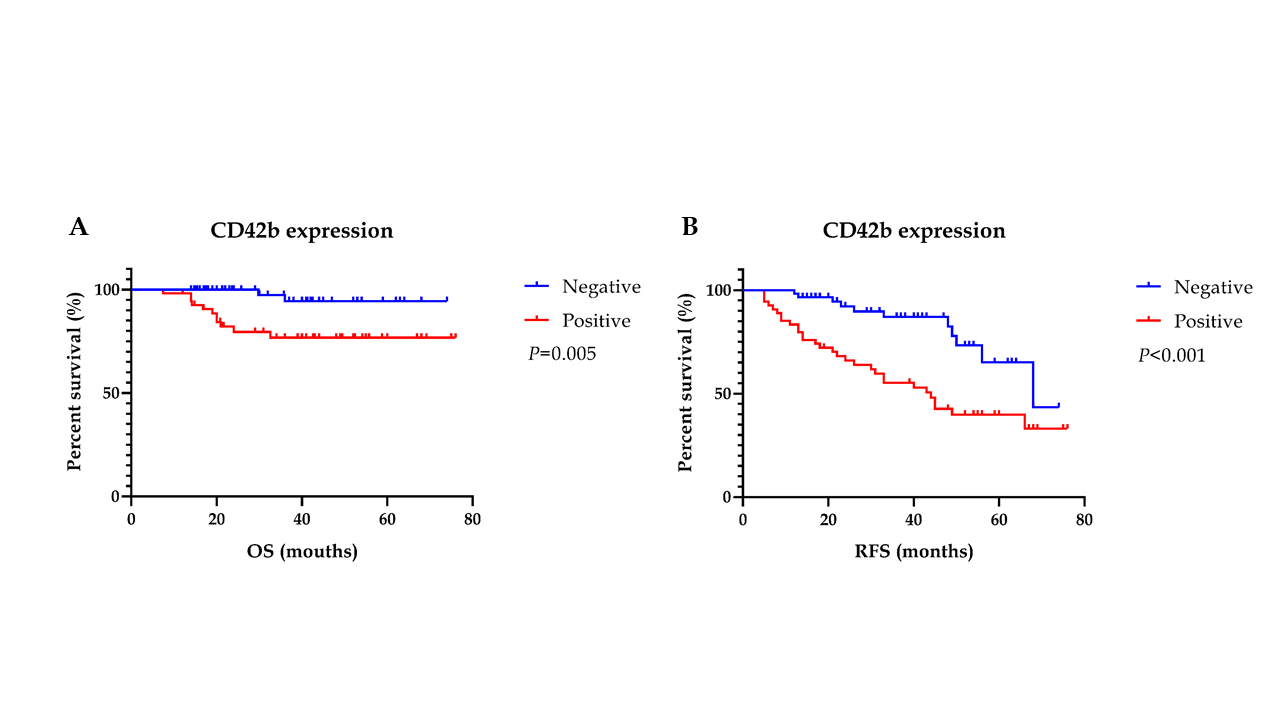 A
CD42b expression
Percent survival (%)
100
50
0
0 20 40 60 80
OS (mouths)
Negative
Positive
P=0.005
B
CD42b expression
Percent survival (%)
100
50
0
0 20 40 60 80
RFS (months)
Negative
Positive
P<0.001